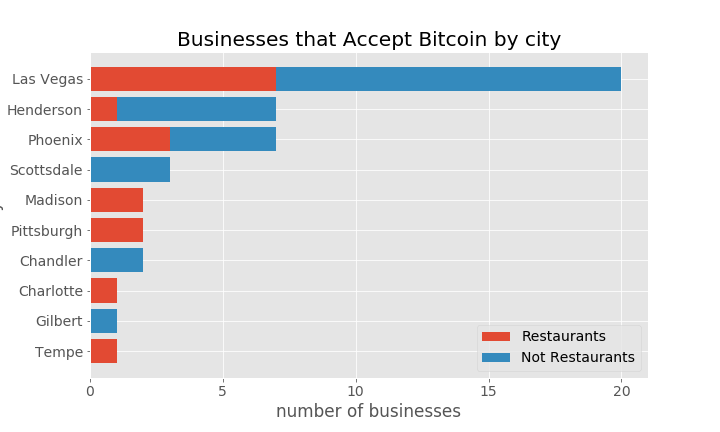 Businesses that Accept Bitcoin by city
Las Vegas
Henderson
Phoenix
Scottsdale
Madison
Pittsburgh
Chandler
Charlotte
Gilbert
Tempe
Restaurants
Not Restaurants
0 5 10 15 20
number of businesses